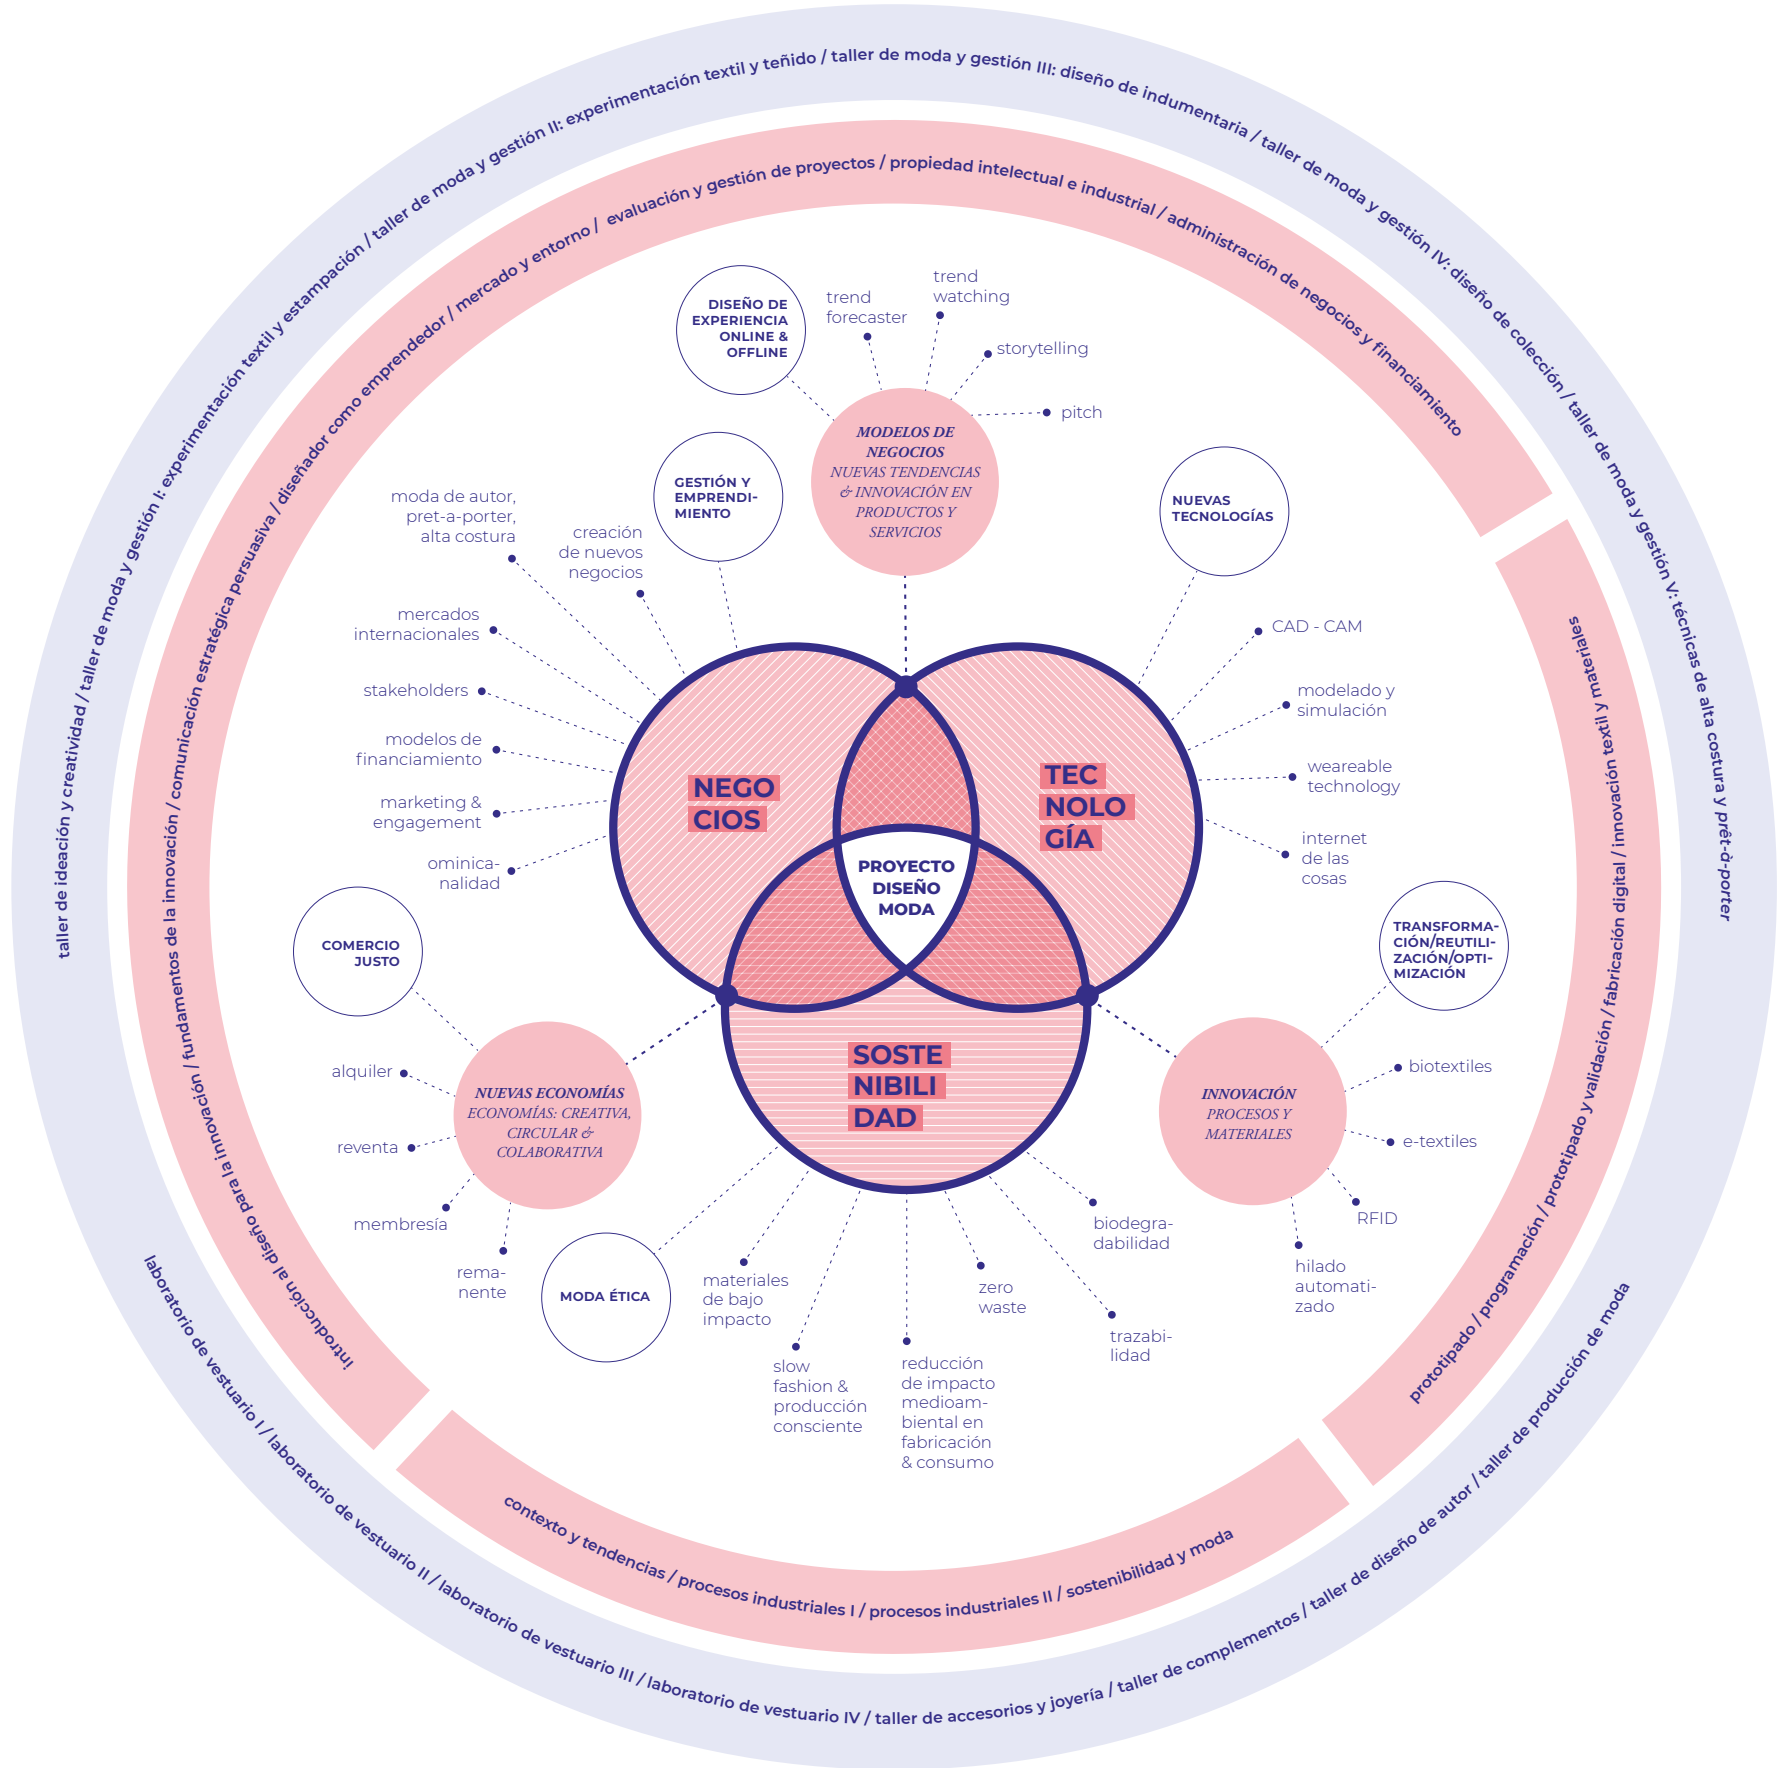 taller de ideación y creatividad / taller de moda y gestión I: experimentación textil y estampación / taller de moda y gestión II: experimentación textil y teñido / taller de moda y gestión III: diseño de indumentaria / taller de moda y gestión IV: diseño de colección / taller de moda y gestión V: técnicas de alta costura y prêt-à-porter
laboratorio de vestuario I / laboratorio de vestuario II / laboratorio de vestuario III / laboratorio de vestuario IV / taller de accesorios y joyería / taller de complementos / taller de diseño de autor / taller de producción de moda
introducción al diseño para la innovación / fundamentos de la innovación / comunicación estratégica persuasiva / diseñador como emprendedor / mercado y entorno / evaluación y gestión de proyectos / propiedad intelectual e industrial / administración de negocios y financiamiento
prototipado / programación / prototipado y validación / fabricación digital / innovación textil y materiales
contexto y tendencias / procesos industriales I / procesos industriales II / sostenibilidad y moda
DISEÑO DE
EXPERIENCIA
ONLINE &
OFFLINE
trend
forecaster
trend
watching
storytelling
pitch
MODELOS DE
NEGOCIOS
NUEVAS TENDENCIAS
& INNOVACIÓN EN
PRODUCTOS Y
SERVICIOS
GESTIÓN Y
EMPRENDI-
MIENTO
NUEVAS
TECNOLOGÍAS
moda de autor,
pret-a-porter,
alta costura
creación
de nuevos
negocios
mercados
internacionales
stakeholders
modelos de
financiamiento
marketing &
engagement
ominica-
nalidad
CAD - CAM
modelado y
simulación
weareable
technology
internet
de las
cosas
NEGO
CIOS
TEC
NOLO
GÍA
PROYECTO
DISEÑO
MODA
SOSTE
NIBILI
DAD
COMERCIO
JUSTO
TRANSFORMA-
CIÓN/REUTILI-
ZACIÓN/OPTI-
MIZACIÓN
NUEVAS ECONOMÍAS
ECONOMÍAS: CREATIVA,
CIRCULAR &
COLABORATIVA
alquiler
reventa
membresía
rema-
nente
INNOVACIÓN
PROCESOS Y
MATERIALES
biotextiles
e-textiles
RFID
hilado
automati-
zado
MODA ÉTICA
materiales
de bajo
impacto
slow
fashion &
producción
consciente
reducción
de impacto
medioam-
biental en
fabricación
& consumo
zero
waste
trazabi-
lidad
biodegra-
dabilidad